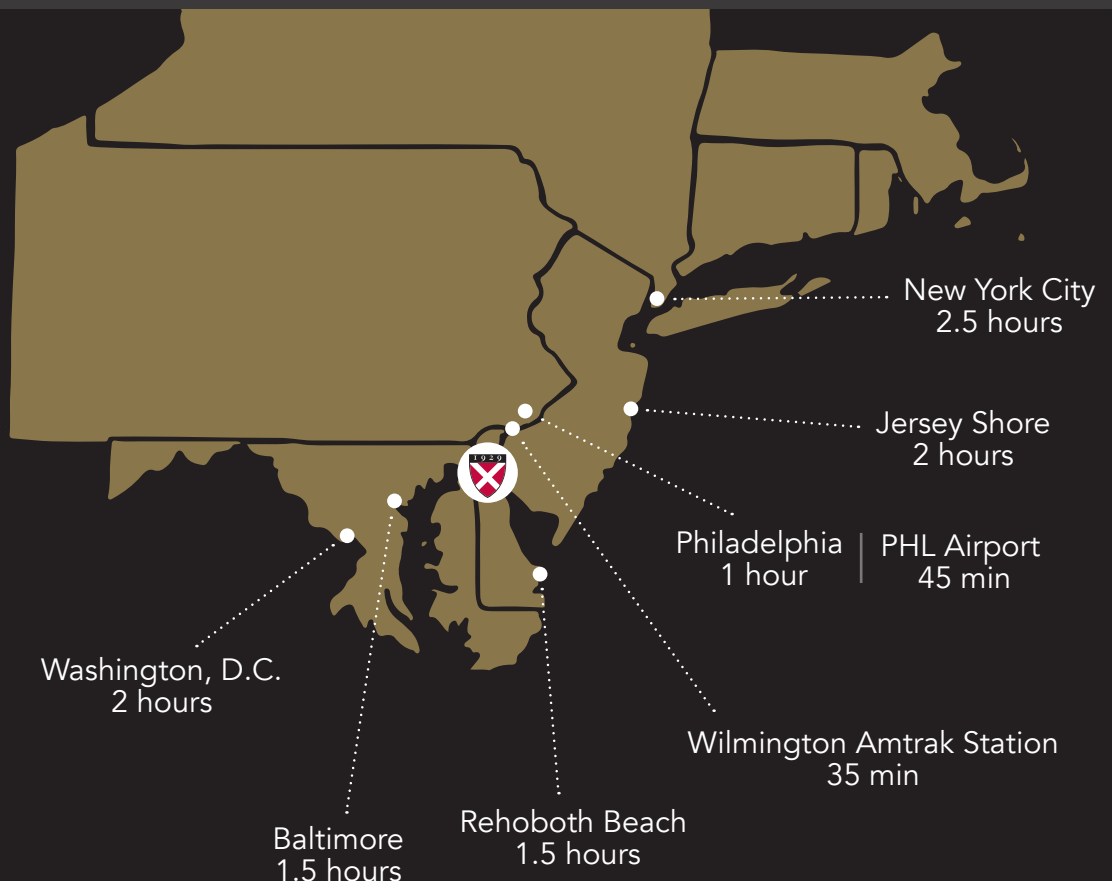 New York City
2.5 hours
Jersey Shore
2 hours
1929
Philadelphia
1 hour
PHL Airport
45 min
Washington, D.C.
2 hours
Wilmington Amtrak Station
35 min
Rehoboth Beach
1.5 hours
Baltimore
1.5 hours